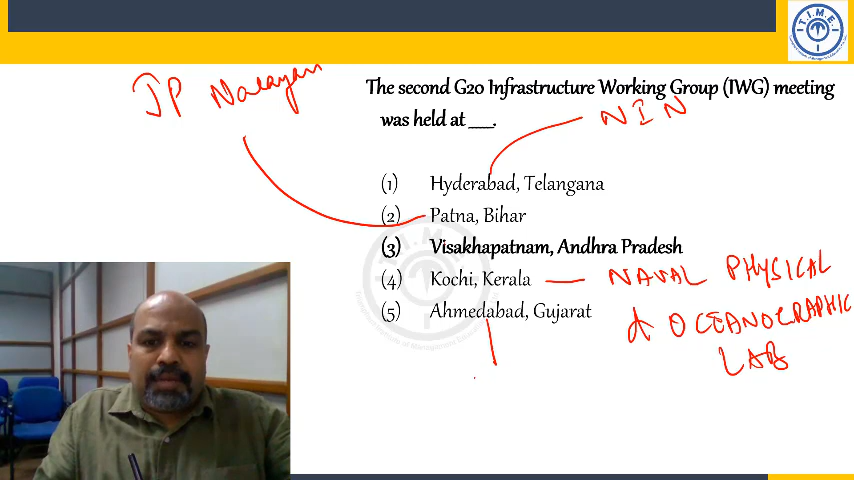 T.I.M.E.
JP Narayan
The second G20 Infrastructure Working Group (IWG) meeting
was held at ___.
NIN
(1) Hyderabad, Telangana
(2) Patna, Bihar
(3) Visakhapatnam, Andhra Pradesh
(4) Kochi, Kerala — NAVAL PHYSICAL
(5) Ahmedabad, Gujarat
& OCEANOGRAPHIC
LAB